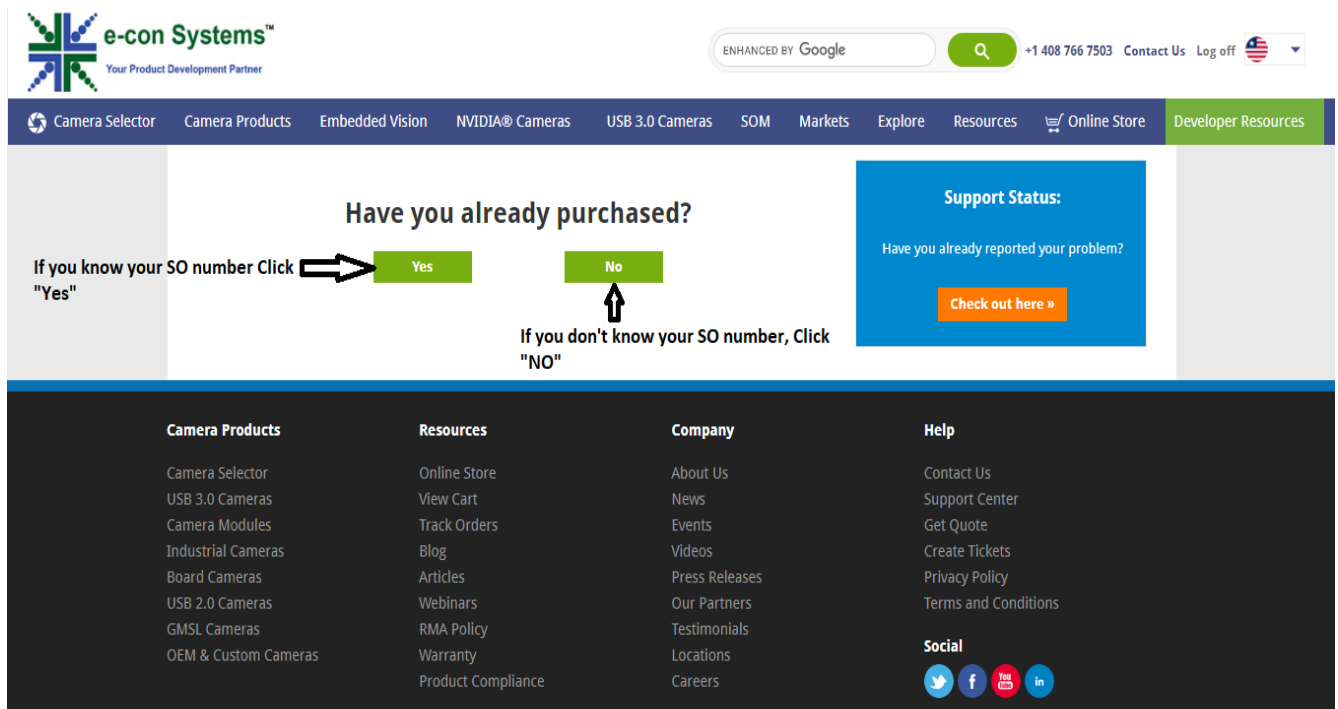 e-con Systems™
Your Product Development Partner
ENHANCED BY Google
+1 408 766 7503 Contact Us Log off
Camera Selector Camera Products Embedded Vision NVIDIA® Cameras USB 3.0 Cameras SOM Markets Explore Resources Online Store Developer Resources
Have you already purchased?
If you know your SO number Click
"Yes"
Yes
No
If you don't know your SO number, Click
"NO"
Support Status:
Have you already reported your problem?
Check out here »
Camera Products
Camera Selector
USB 3.0 Cameras
Camera Modules
Industrial Cameras
Board Cameras
USB 2.0 Cameras
GMSL Cameras
OEM & Custom Cameras
Resources
Online Store
View Cart
Track Orders
Blog
Articles
Webinars
RMA Policy
Warranty
Product Compliance
Company
About Us
News
Events
Videos
Press Releases
Our Partners
Testimonials
Locations
Careers
Help
Contact Us
Support Center
Get Quote
Create Tickets
Privacy Policy
Terms and Conditions
Social
f
You
Tube
in